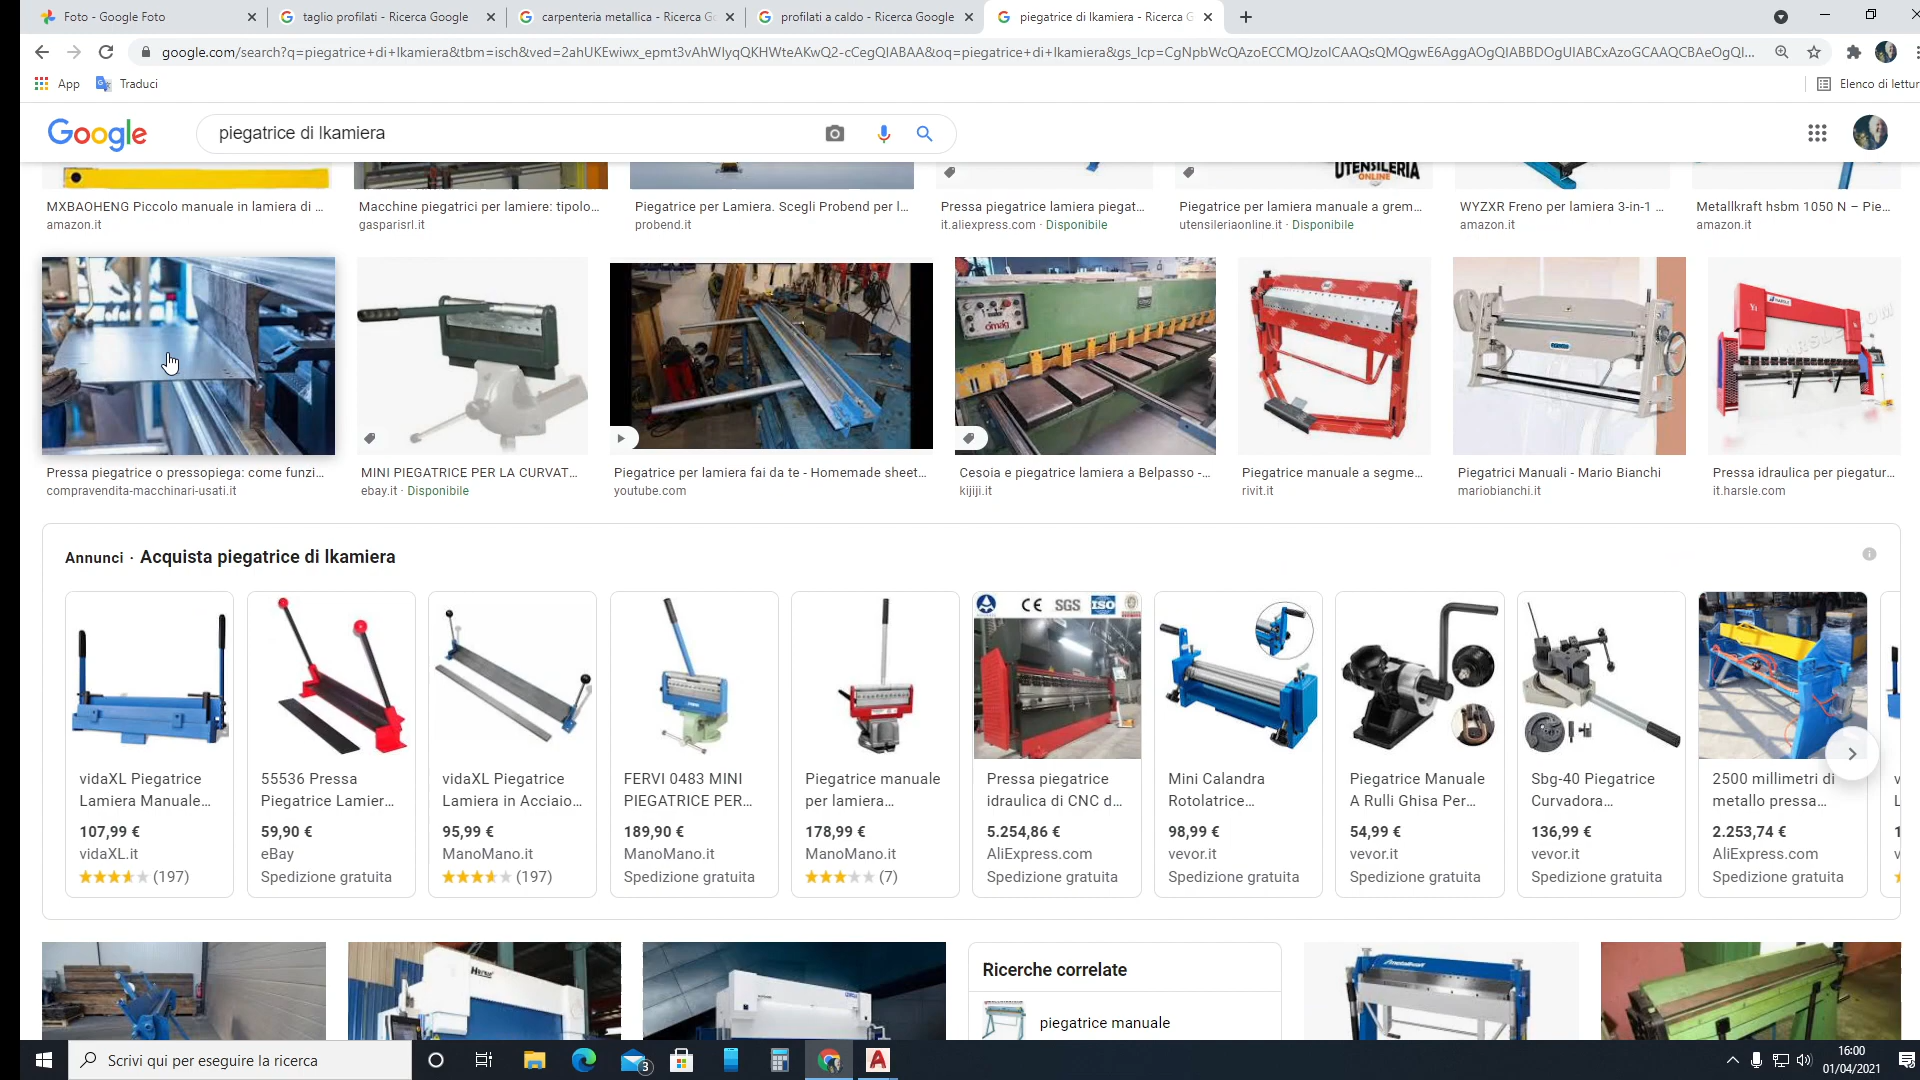 Foto - Google Foto
taglio profilati - Ricerca Google
carpenteria metallica - Ricerca Go
profilati a caldo - Ricerca Google
piegatrice di lkamiera - Ricerca G
google.com/search?q=piegatrice+di+lkamiera&tbm=isch&ved=2ahUKEwiwx_epmt3vAhWIyqQKHWteAKwQ2-cCegQIABAA&oq=piegatrice+di+lkamiera&gs_lcp=CgNpbWcQAzoECCMQJzoICAAQsQMQgwE6AggAOgQIABBDOgUIABCxAzoGCAAQCBAeOgQI...
App
Traduci
Elenco di lettur
Google
piegatrice di lkamiera
UTENSILERIA
ONLINE
MXBAOHENG Piccolo manuale in lamiera di ...
amazon.it
Macchine piegatrici per lamiere: tipolo...
gasparisrl.it
Piegatrice per Lamiera. Scegli Probend per l...
probend.it
Pressa piegatrice lamiera piegat...
it.aliexpress.com · Disponibile
Piegatrice per lamiera manuale a grem...
utensileriaonline.it · Disponibile
WYZXR Freno per lamiera 3-in-1 ...
amazon.it
Metallkraft hsbm 1050 N – Pie...
amazon.it
omag
HARSLE
Pressa piegatrice o pressopiega: come funzi...
compravendita-macchinari-usati.it
MINI PIEGATRICE PER LA CURVAT...
ebay.it · Disponibile
Piegatrice per lamiera fai da te - Homemade sheet...
youtube.com
Cesoia e piegatrice lamiera a Belpasso -...
kijiji.it
Piegatrice manuale a segme...
rivit.it
Piegatrici Manuali - Mario Bianchi
mariobianchi.it
Pressa idraulica per piegatur...
it.harsle.com
Annunci · Acquista piegatrice di lkamiera
CE SGS ISO
vidaXL Piegatrice
Lamiera Manuale...
107,99 €
vidaXL.it
(197)
55536 Pressa
Piegatrice Lamier...
59,90 €
eBay
Spedizione gratuita
vidaXL Piegatrice
Lamiera in Acciaio...
95,99 €
ManoMano.it
(197)
FERVI 0483 MINI
PIEGATRICE PER...
189,90 €
ManoMano.it
Spedizione gratuita
Piegatrice manuale
per lamiera...
178,99 €
ManoMano.it
(7)
Pressa piegatrice
idraulica di CNC d...
5.254,86 €
AliExpress.com
Spedizione gratuita
Mini Calandra
Rotolatrice...
98,99 €
vevor.it
Spedizione gratuita
Piegatrice Manuale
A Rulli Ghisa Per...
54,99 €
vevor.it
Spedizione gratuita
Sbg-40 Piegatrice
Curvadora...
136,99 €
vevor.it
Spedizione gratuita
2500 millimetri di
metallo pressa...
2.253,74 €
AliExpress.com
Spedizione gratuita
Ricerche correlate
piegatrice manuale
metallkraft
Scrivi qui per eseguire la ricerca
3
16:00
01/04/2021